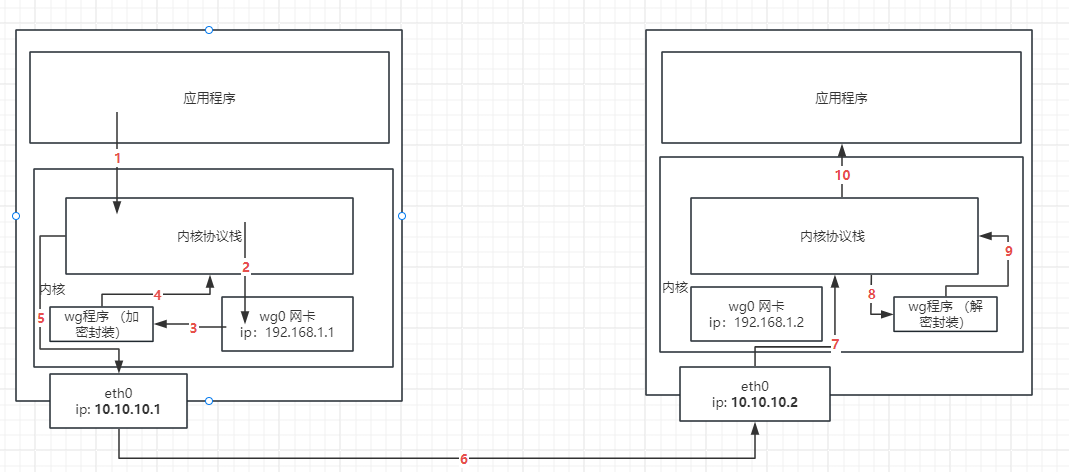 应用程序
1
内核协议栈
2
内核
4
wg程序 （加
密封装）
3
wg0 网卡
ip：192.168.1.1
5
eth0
ip: 10.10.10.1
6
应用程序
10
内核协议栈
9
内核
8
wg0 网卡
ip：192.168.1.2
wg程序 （解
密封装）
7
eth0
ip: 10.10.10.2